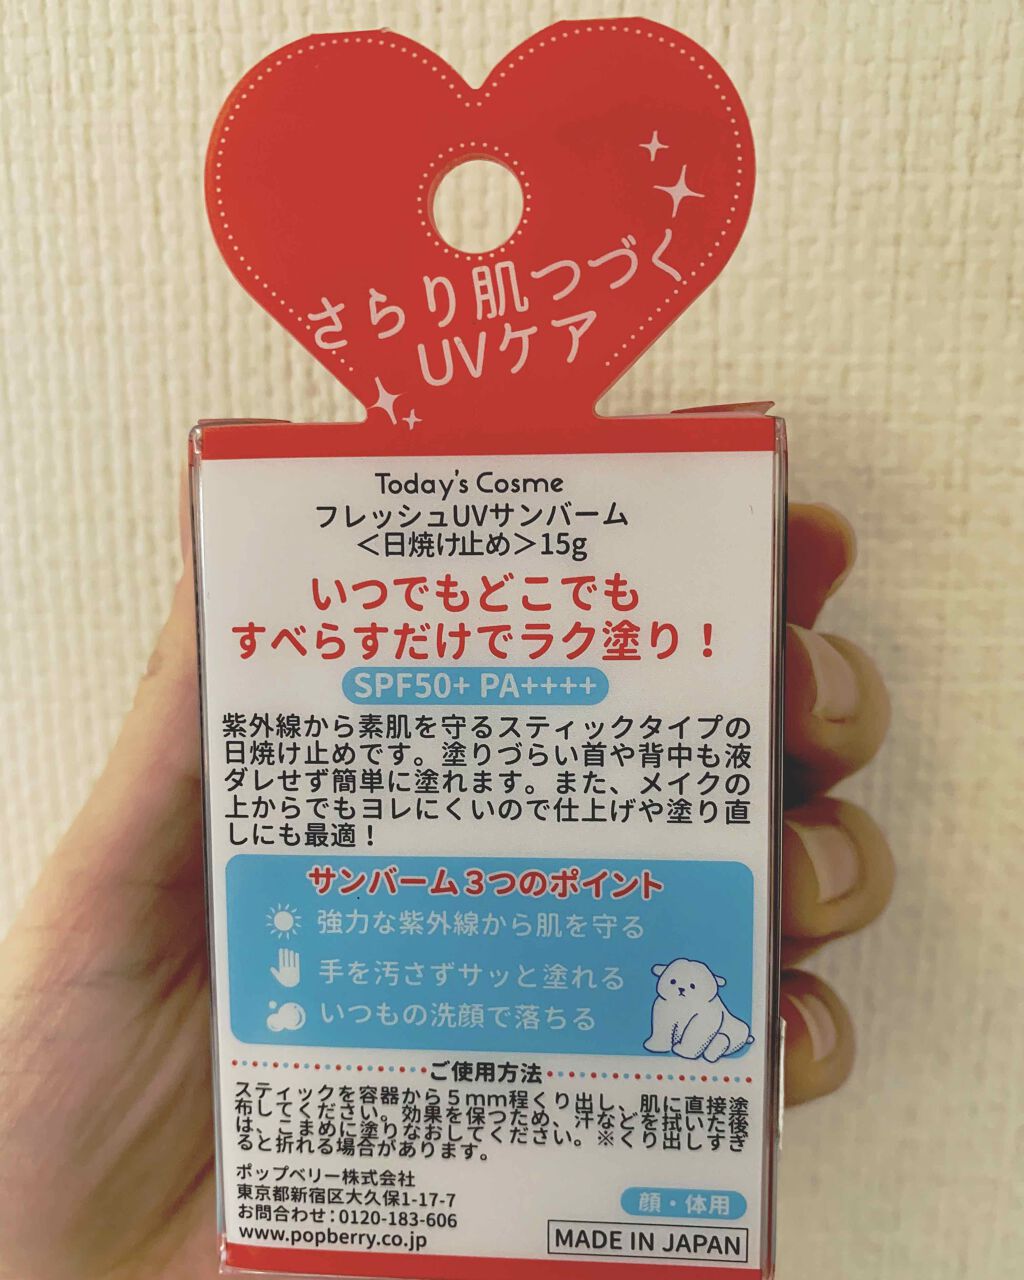 さらり肌つづく
UVケア
Today's Cosme
フレッシュUVサンバーム
＜日焼け止め＞15g
いつでもどこでも
すべらすだけでラク塗り！
SPF50+ PA++++
紫外線から素肌を守るスティックタイプの
日焼け止めです。塗りづらい首や背中も液
ダレせず簡単に塗れます。また、メイクの
上からでもヨレにくいので仕上げや塗り直
しにも最適！
サンバーム3つのポイント
強力な紫外線から肌を守る
手を汚さずサッと塗れる
いつもの洗顔で落ちる
ご使用方法
スティックを容器から5mm程くり出し、肌に直接塗
布してください。効果を保つため、汗などを拭いた後
は、こまめに塗りなおしてください。※くり出しすぎ
ると折れる場合があります。
ポップベリー株式会社
東京都新宿区大久保1-17-7
お問合わせ：0120-183-606
www.popberry.co.jp
顔・体用
MADE IN JAPAN